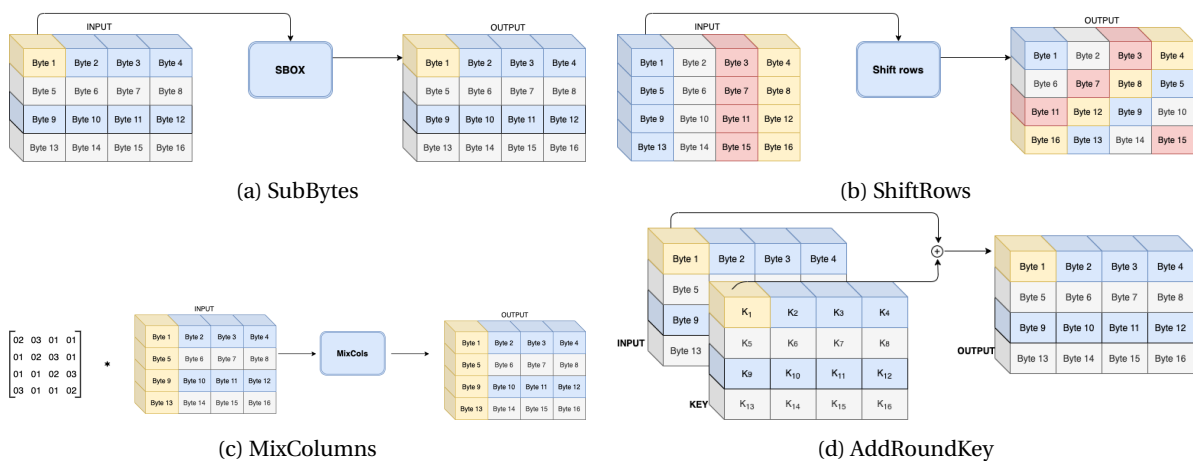 INPUT
OUTPUT
Byte 1 Byte 2 Byte 3 Byte 4
SBOX
Byte 1 Byte 2 Byte 3 Byte 4
Byte 5 Byte 6 Byte 7 Byte 8
Byte 5 Byte 6 Byte 7 Byte 8
Byte 9 Byte 10 Byte 11 Byte 12
Byte 9 Byte 10 Byte 11 Byte 12
Byte 13 Byte 14 Byte 15 Byte 16
Byte 13 Byte 14 Byte 15 Byte 16
(a) SubBytes
INPUT
OUTPUT
Byte 1 Byte 2 Byte 3 Byte 4
Shift rows
Byte 1 Byte 2 Byte 3 Byte 4
Byte 5 Byte 6 Byte 7 Byte 8
Byte 6 Byte 7 Byte 8 Byte 5
Byte 9 Byte 10 Byte 11 Byte 12
Byte 11 Byte 12 Byte 9 Byte 10
Byte 13 Byte 14 Byte 15 Byte 16
Byte 16 Byte 13 Byte 14 Byte 15
(b) ShiftRows
02 03 01 01
01 02 03 01
01 01 02 03
03 01 01 02
*
INPUT
Byte 1 Byte 2 Byte 3 Byte 4
Byte 5 Byte 6 Byte 7 Byte 8
Byte 9 Byte 10 Byte 11 Byte 12
Byte 13 Byte 14 Byte 15 Byte 16
MixCols
OUTPUT
Byte 1 Byte 2 Byte 3 Byte 4
Byte 5 Byte 6 Byte 7 Byte 8
Byte 9 Byte 10 Byte 11 Byte 12
Byte 13 Byte 14 Byte 15 Byte 16
(c) MixColumns
Byte 1 Byte 2 Byte 3 Byte 4
Byte 5
Byte 9
Byte 13
INPUT
K₁ K₂ K₃ K₄
K₅ K₆ K₇ K₈
K₉ K₁₀ K₁₁ K₁₂
K₁₃ K₁₄ K₁₅ K₁₆
KEY
+
Byte 1 Byte 2 Byte 3 Byte 4
Byte 5 Byte 6 Byte 7 Byte 8
Byte 9 Byte 10 Byte 11 Byte 12
Byte 13 Byte 14 Byte 15 Byte 16
OUTPUT
(d) AddRoundKey